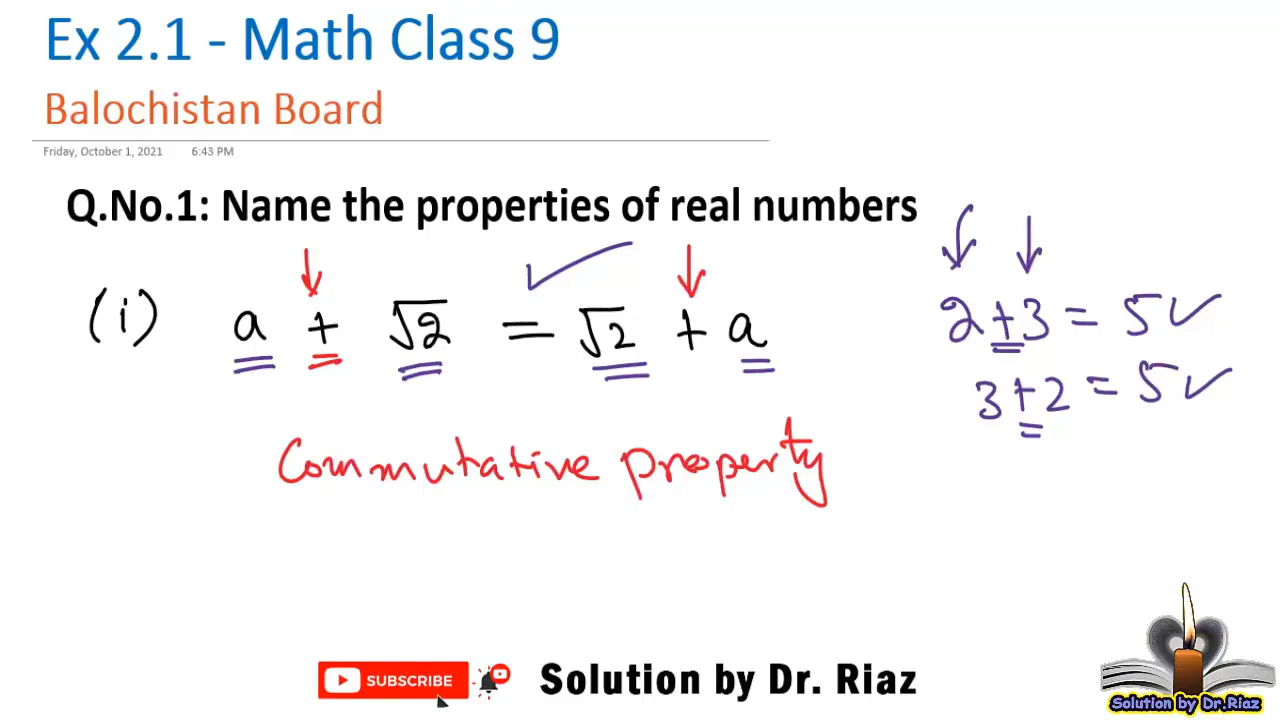 Ex 2.1 - Math Class 9
Balochistan Board
Friday, October 1, 2021 6:43 PM
Q.No.1: Name the properties of real numbers
(i) a + √2 = √2 + a
2 + 3 = 5 ✓
3 + 2 = 5 ✓
Commutative property
SUBSCRIBE
Solution by Dr. Riaz
Solution by Dr.Riaz